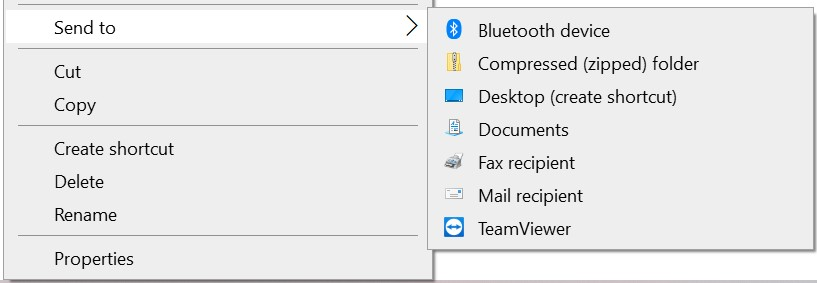 Send to
Cut
Copy
Create shortcut
Delete
Rename
Properties
Bluetooth device
Compressed (zipped) folder
Desktop (create shortcut)
Documents
Fax recipient
Mail recipient
TeamViewer